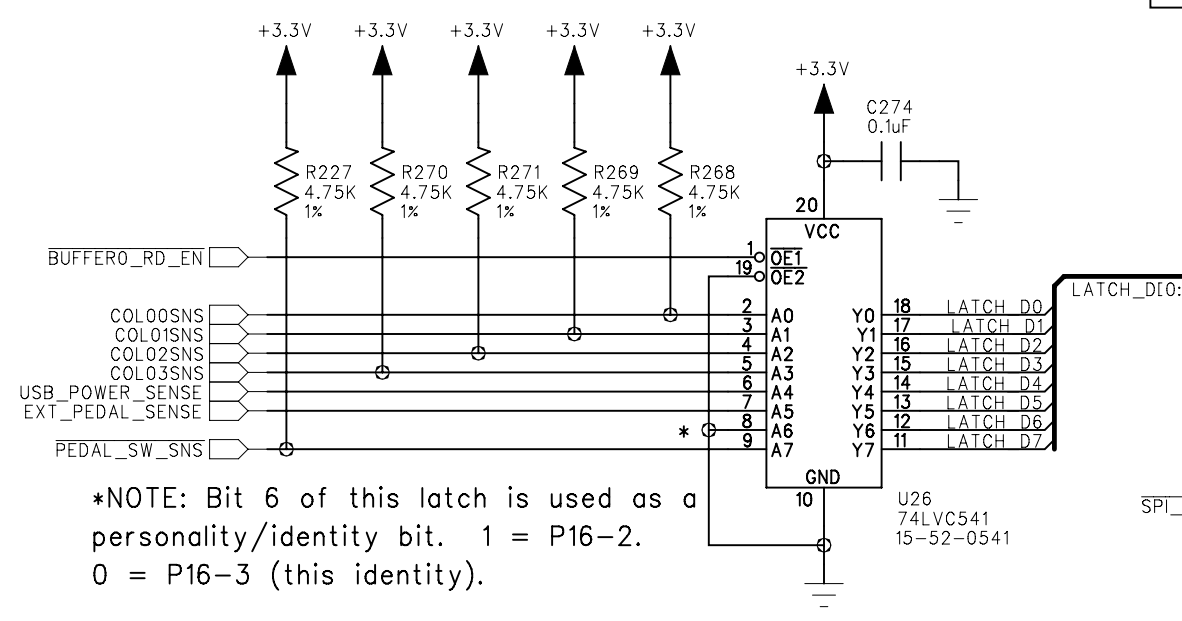 +3.3V +3.3V +3.3V +3.3V +3.3V
+3.3V
C274
0.1uF
R227 R270 R271 R269 R268
4.75K 4.75K 4.75K 4.75K 4.75K
1% 1% 1% 1% 1%
20
VCC
BUFFER0_RD_EN 1 OE1
19 OE2
LATCH_D[0:
COL00SNS 2 A0 Y0 18 LATCH D0
COL01SNS 3 A1 Y1 17 LATCH D1
COL02SNS 4 A2 Y2 16 LATCH D2
COL03SNS 5 A3 Y3 15 LATCH D3
USB_POWER_SENSE 6 A4 Y4 14 LATCH D4
EXT_PEDAL_SENSE 7 A5 Y5 13 LATCH D5
* 8 A6 Y6 12 LATCH D6
PEDAL_SW_SNS 9 A7 Y7 11 LATCH D7
GND
10
*NOTE: Bit 6 of this latch is used as a
personality/identity bit. 1 = P16-2.
0 = P16-3 (this identity).
U26
74LVC541
15-52-0541
SPI_